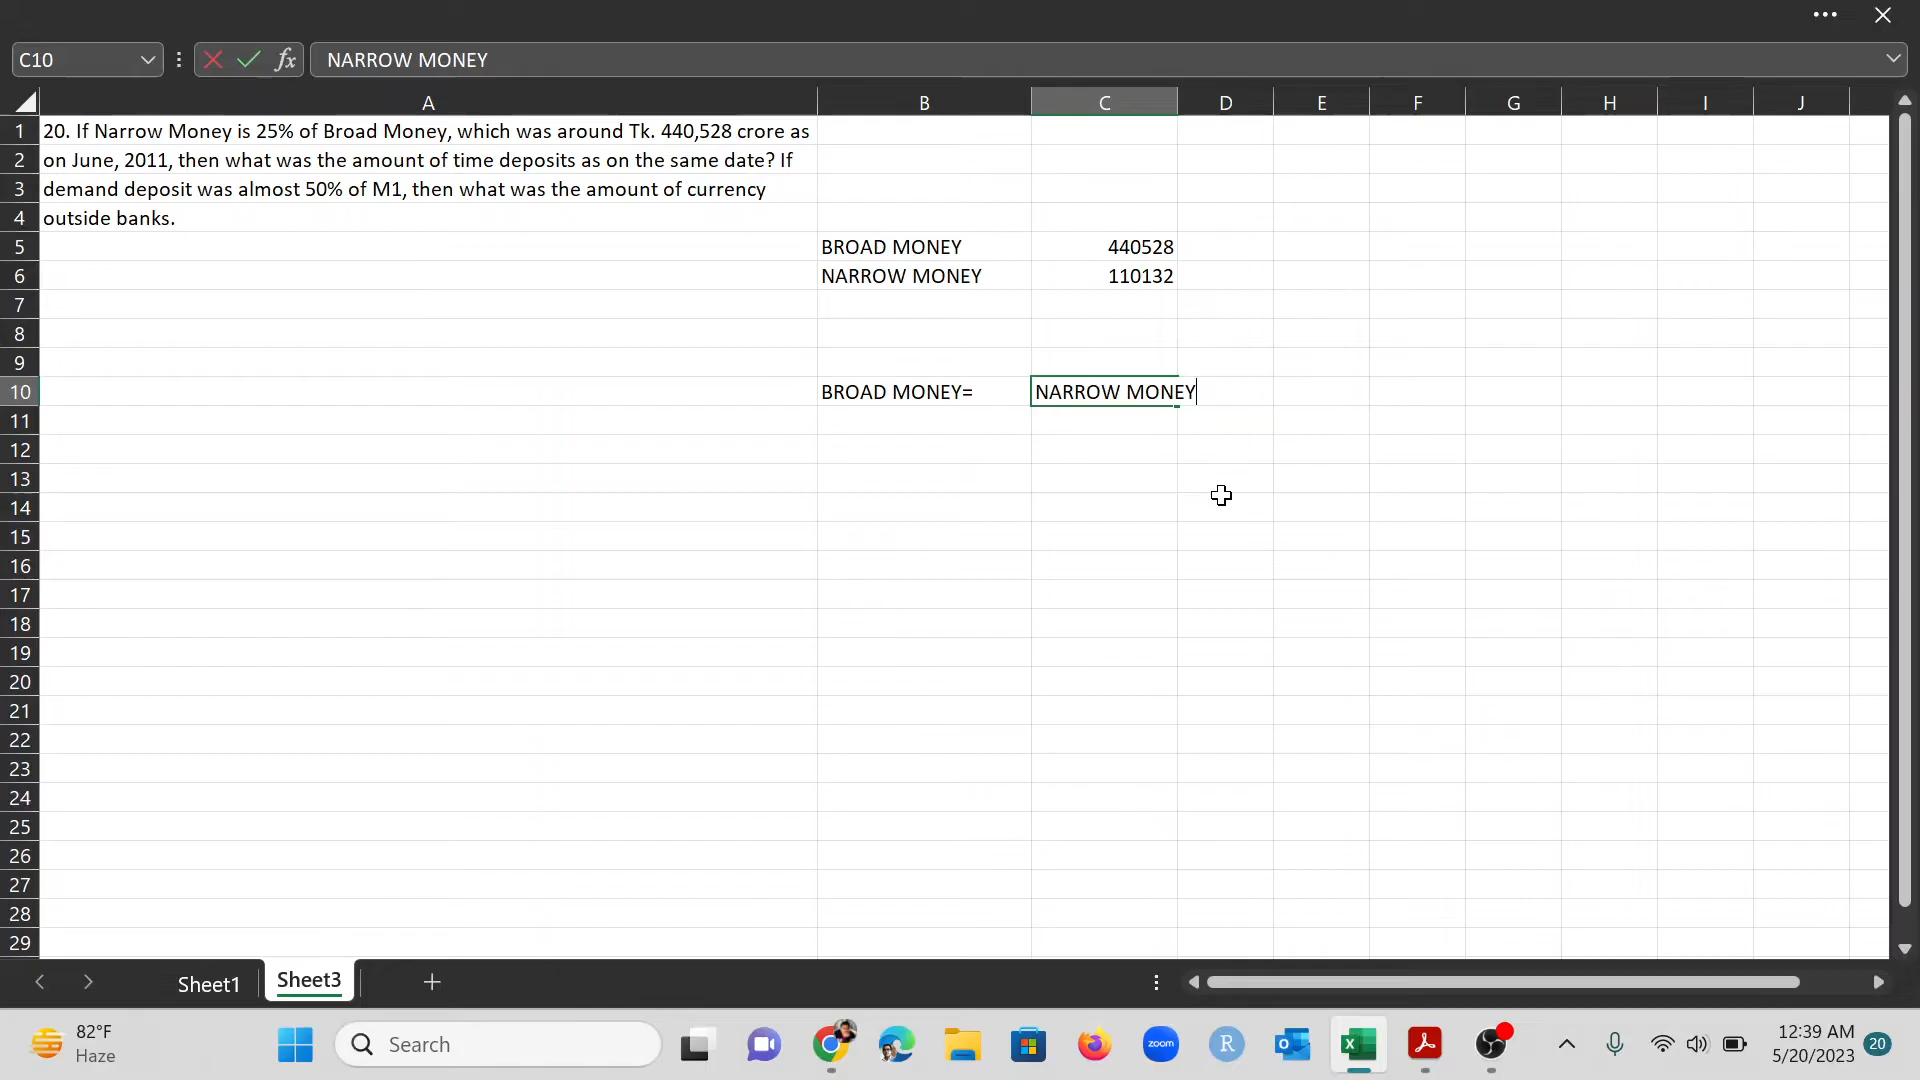 C10
fx
NARROW MONEY
A B C D E F G H I J
1 20. If Narrow Money is 25% of Broad Money, which was around Tk. 440,528 crore as
2 on June, 2011, then what was the amount of time deposits as on the same date? If
3 demand deposit was almost 50% of M1, then what was the amount of currency
4 outside banks.
5 BROAD MONEY 440528
6 NARROW MONEY 110132
7
8
9
10 BROAD MONEY= NARROW MONEY
11
12
13
14
15
16
17
18
19
20
21
22
23
24
25
26
27
28
29
Sheet1 Sheet3
82°F
Haze
Search
zoom
R
12:39 AM
5/20/2023
20